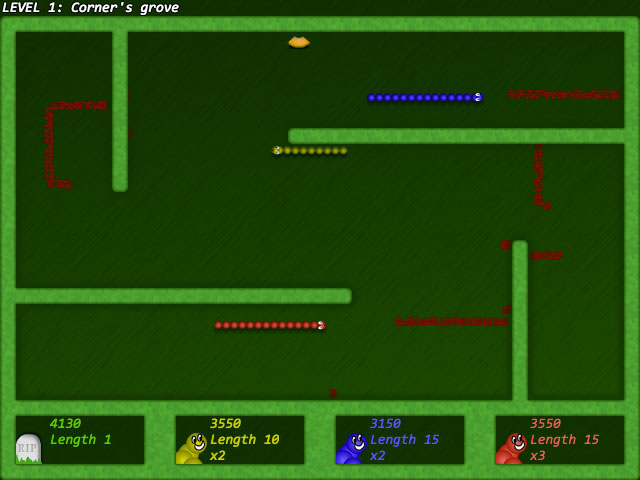 LEVEL 1: Corner's grove
4130
Length 1
RIP
3550
Length 10
x2
3150
Length 15
x2
3550
Length 15
x3